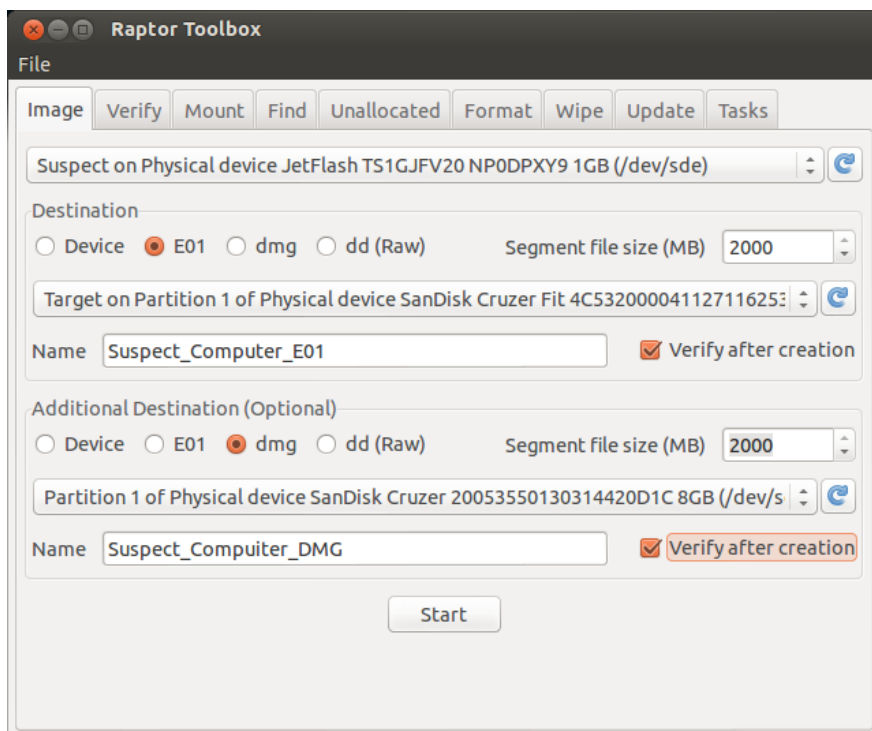 Raptor Toolbox
File
Image Verify Mount Find Unallocated Format Wipe Update Tasks
Suspect on Physical device JetFlash TS1GJFV20 NP0DPXY9 1GB (/dev/sde)
Destination
Device E01 dmg dd (Raw) Segment file size (MB) 2000
Target on Partition 1 of Physical device SanDisk Cruzer Fit 4C532000041127116253
Name Suspect_Computer_E01 Verify after creation
Additional Destination (Optional)
Device E01 dmg dd (Raw) Segment file size (MB) 2000
Partition 1 of Physical device SanDisk Cruzer 20053550130314420D1C 8GB (/dev/s
Name Suspect_Compuiter_DMG Verify after creation
Start